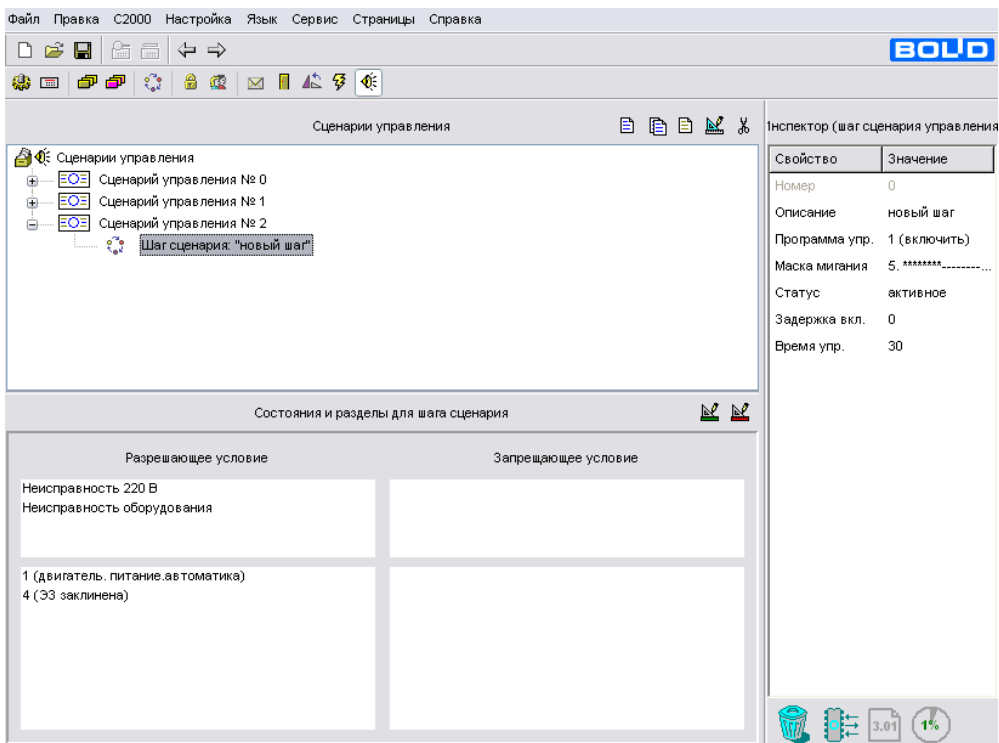 Файл Правка С2000 Настройка Язык Сервис Страницы Справка
BOLID
Сценарии управления
Инспектор (шаг сценария управления
Сценарии управления
Сценарий управления № 0
Сценарий управления № 1
Сценарий управления № 2
Шаг сценария: "новый шаг"
Свойство Значение
Номер 0
Описание новый шаг
Программа упр. 1 (включить)
Маска мигания 5. ********--------...
Статус активное
Задержка вкл. 0
Время упр. 30
Состояния и разделы для шага сценария
Разрешающее условие Запрещающее условие
Неисправность 220 В
Неисправность оборудования
1 (двигатель. питание.автоматика)
4 (ЭЗ заклинена)
3.01 1%